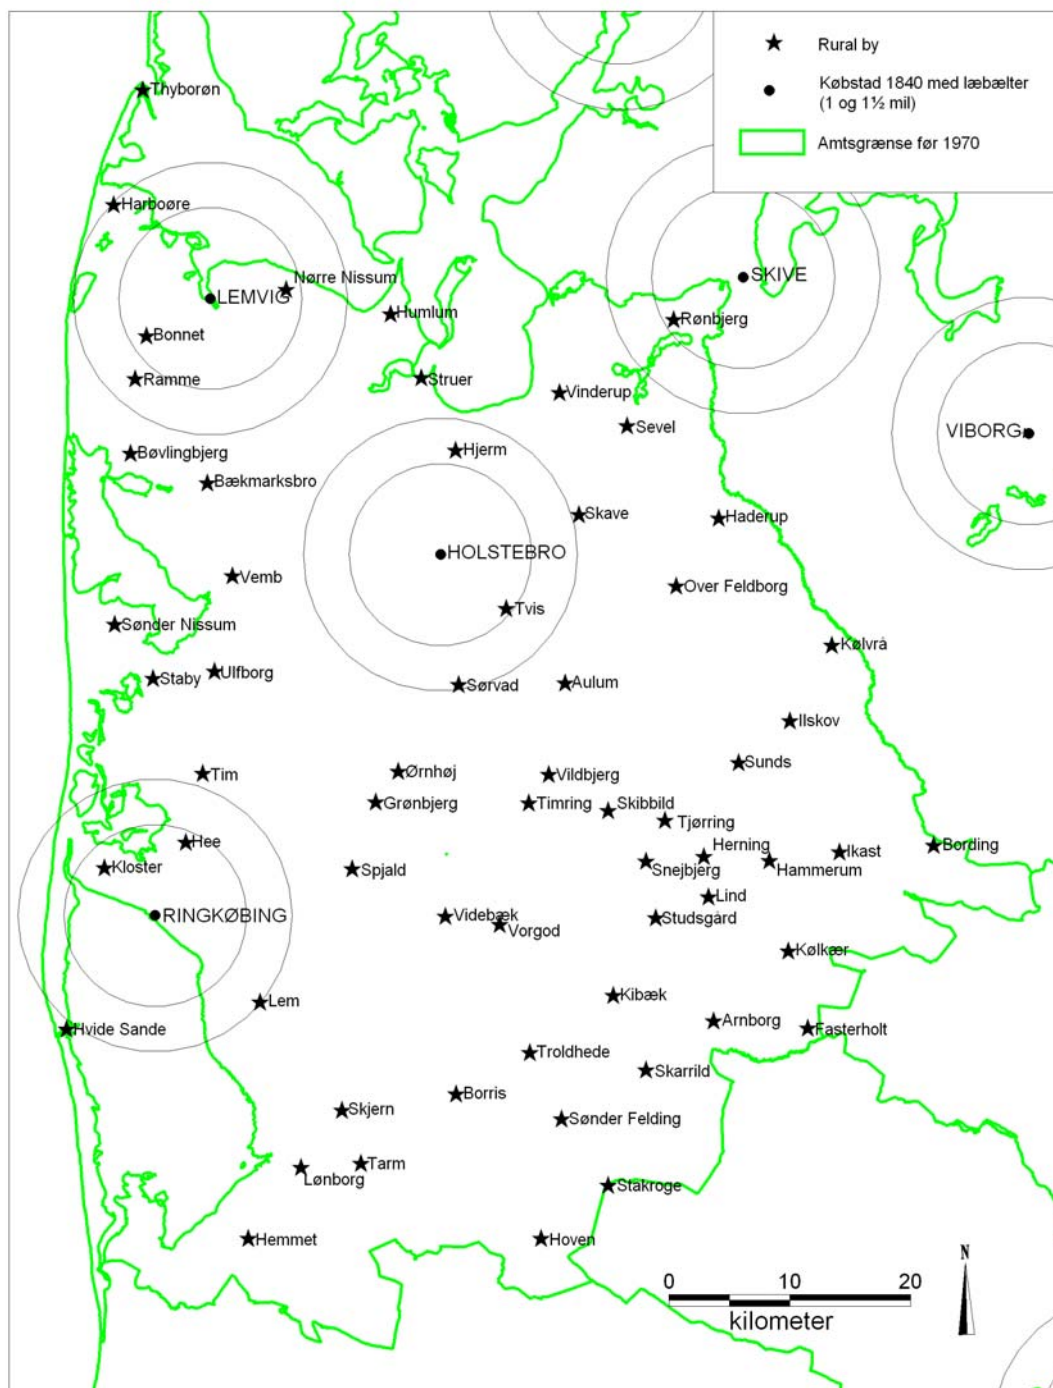 Rural by
Købstad 1840 med læbælter
(1 og 1½ mil)
Amtsgrænse før 1970
Thyborøn
Harboøre
Nørre Nissum
LEMVIG
SKIVE
Humlum
Rønbjerg
Bonnet
Ramme
Struer
Vinderup
Sevel
VIBORG
Bøvlingbjerg
Hjerm
Bækmarksbro
Skave
Haderup
HOLSTEBRO
Vemb
Over Feldborg
Tvis
Sønder Nissum
Kølvrå
Ulfborg
Staby
Sørvad
Aulum
Ilskov
Sunds
Tim
Ørnhøj
Vildbjerg
Grønbjerg
Timring
Skibbild
Tjørring
Hee
Herning
Ikast
Bording
Kloster
Spjald
Snejbjerg
Hammerum
Lind
RINGKØBING
Videbæk
Vorgod
Studsgård
Kølkær
Lem
Kibæk
Hvide Sande
Arnborg
Fasterholt
Troldhede
Skarrild
Borris
Skjern
Sønder Felding
Tarm
Lønborg
Stakroge
Hemmet
Hoven
N
0 10 20
kilometer